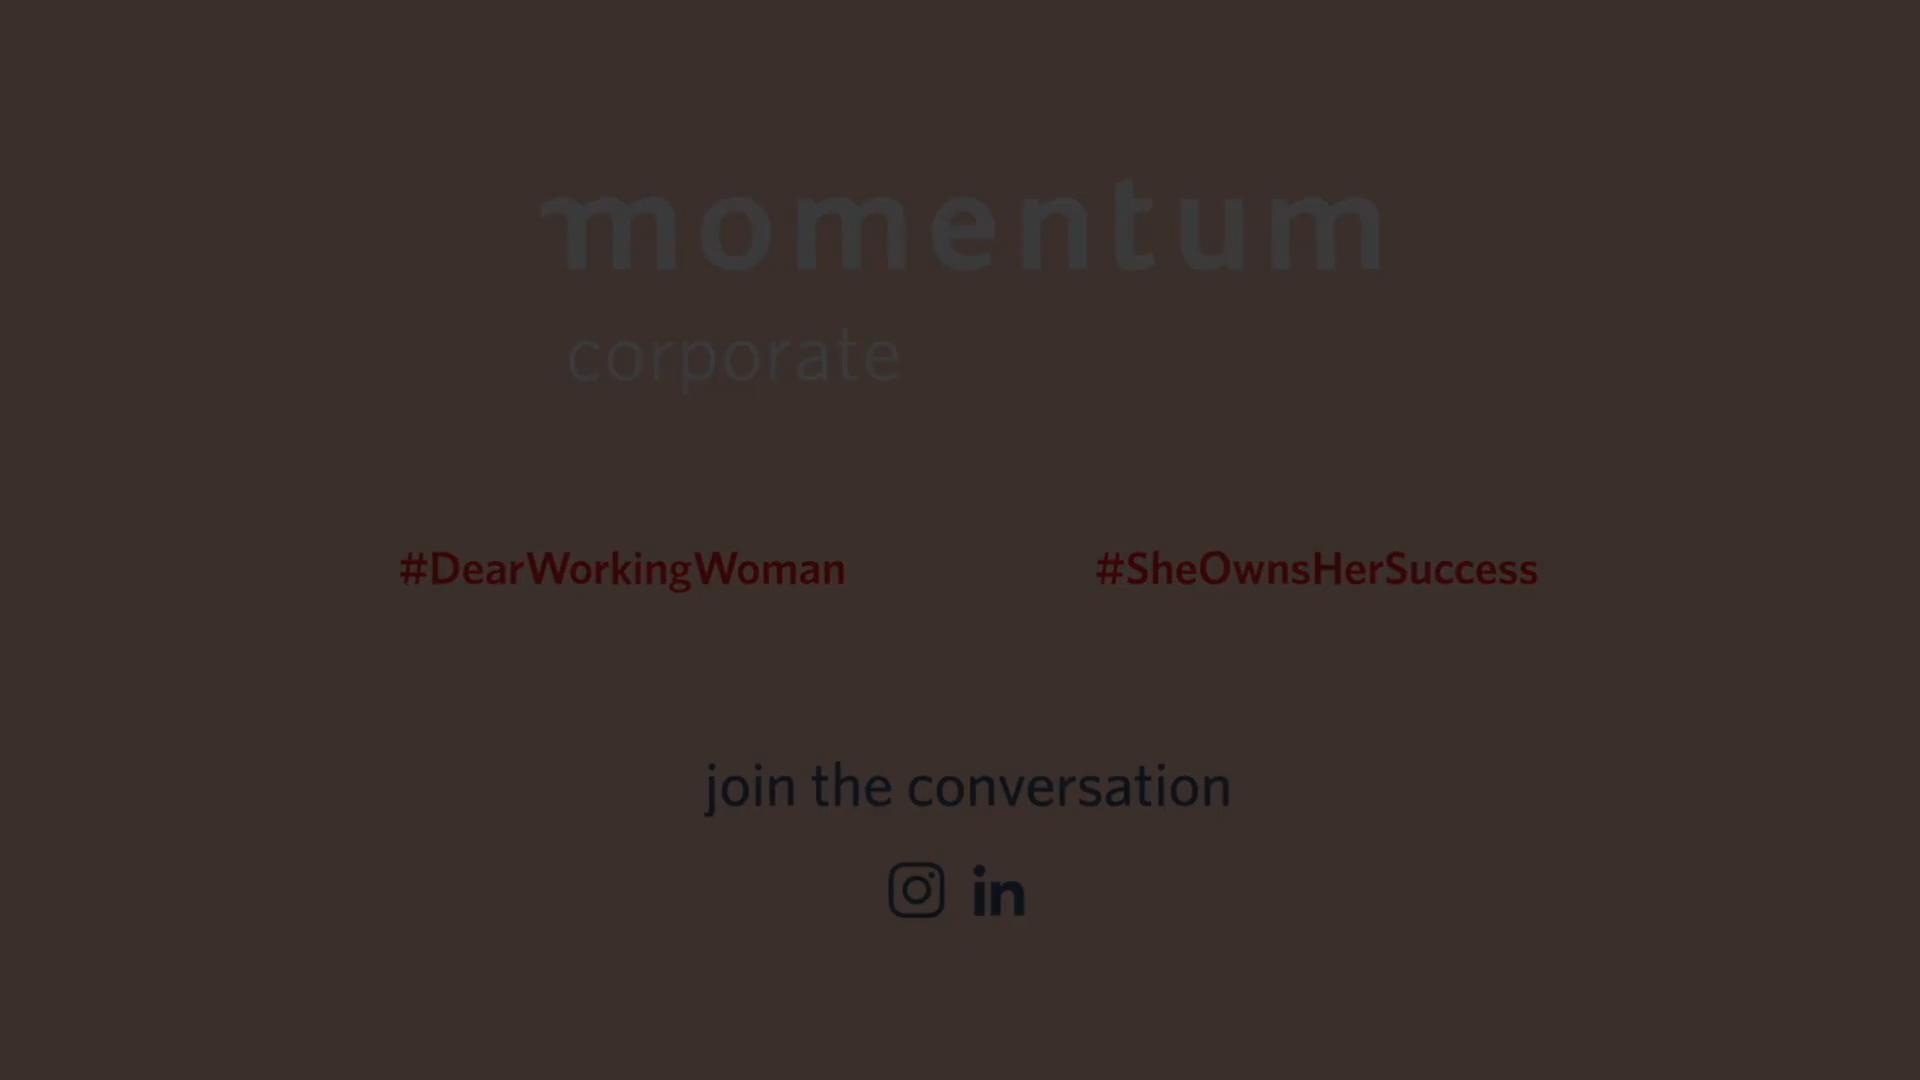 momentum
corporate
#DearWorkingWoman #SheOwnsHerSuccess
join the conversation
in